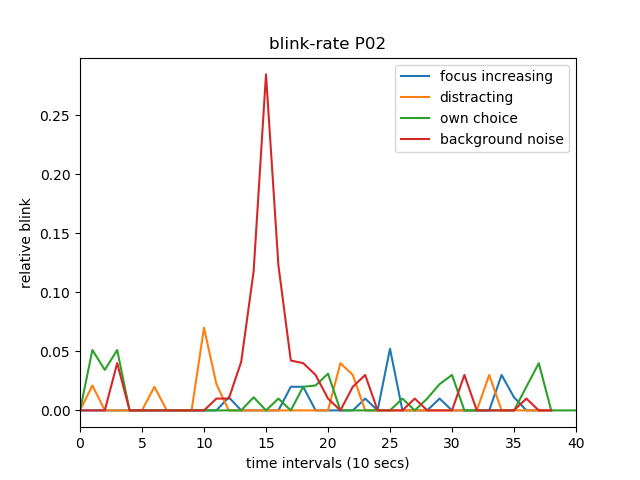 blink-rate P02
focus increasing
distracting
own choice
background noise
relative blink
0.25
0.20
0.15
0.10
0.05
0.00
0 5 10 15 20 25 30 35 40
time intervals (10 secs)